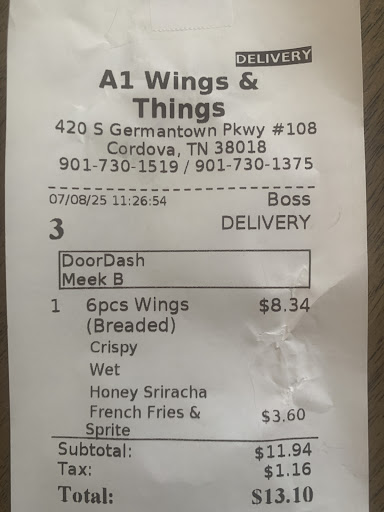 DELIVERY
A1 Wings &
Things
420 S Germantown Pkwy #108
Cordova, TN 38018
901-730-1519 / 901-730-1375
07/08/25 11:26:54 Boss
3 DELIVERY
DoorDash
Meek B
1 6pcs Wings $8.34
(Breaded)
Crispy
Wet
Honey Sriracha
French Fries & $3.60
Sprite
Subtotal: $11.94
Tax: $1.16
Total: $13.10